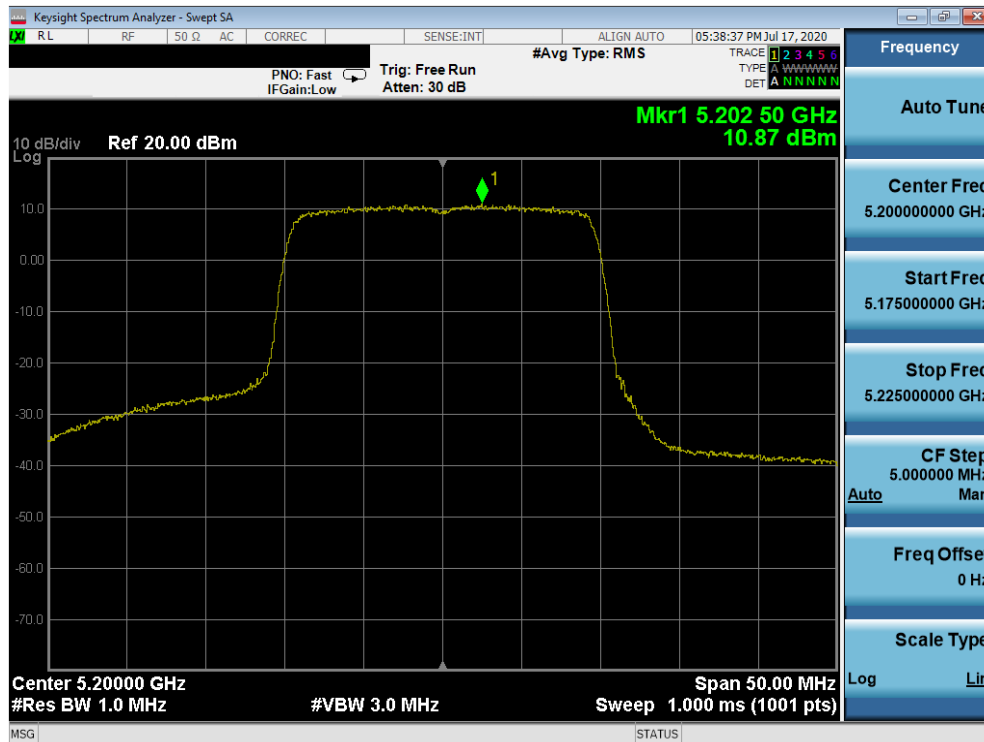 Keysight Spectrum Analyzer - Swept SA
LXI RL RF 50 Ω AC CORREC SENSE:INT ALIGN AUTO 05:38:37 PM Jul 17, 2020
#Avg Type: RMS
TRACE 1 2 3 4 5 6
TYPE A WWWWW
DET A N N N N N
PNO: Fast
IFGain:Low
Trig: Free Run
Atten: 30 dB
Mkr1 5.202 50 GHz
10.87 dBm
10 dB/div
Log
Ref 20.00 dBm
1
10.0
0.00
-10.0
-20.0
-30.0
-40.0
-50.0
-60.0
-70.0
Center 5.20000 GHz
Span 50.00 MHz
#Res BW 1.0 MHz
#VBW 3.0 MHz
Sweep 1.000 ms (1001 pts)
MSG
STATUS
Frequency
Auto Tune
Center Freq
5.200000000 GHz
Start Freq
5.175000000 GHz
Stop Freq
5.225000000 GHz
CF Step
5.000000 MHz
Auto Man
Freq Offset
0 Hz
Scale Type
Log Lin